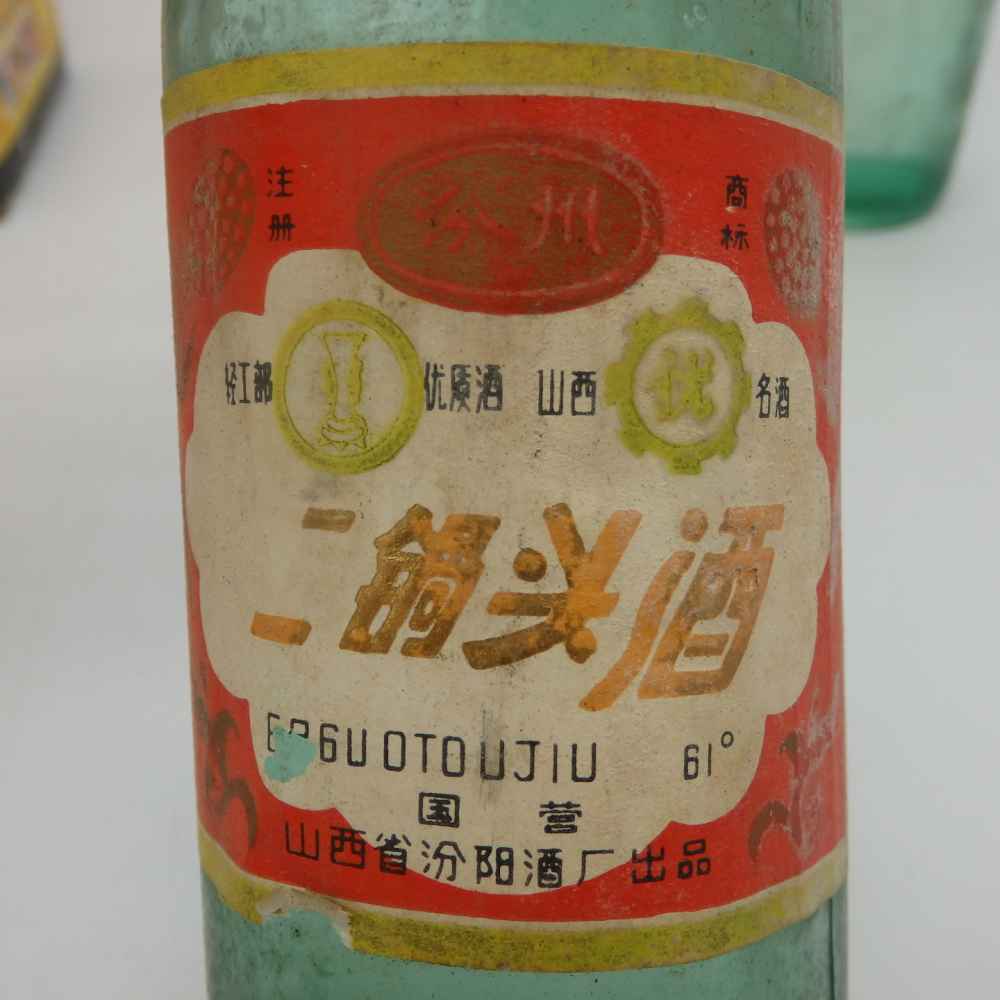 注册
汾州
商标
轻工部
优质酒
山西
优
名酒
二锅头酒
ERGUOTOUJIU 61°
国营
山西省汾阳酒厂出品